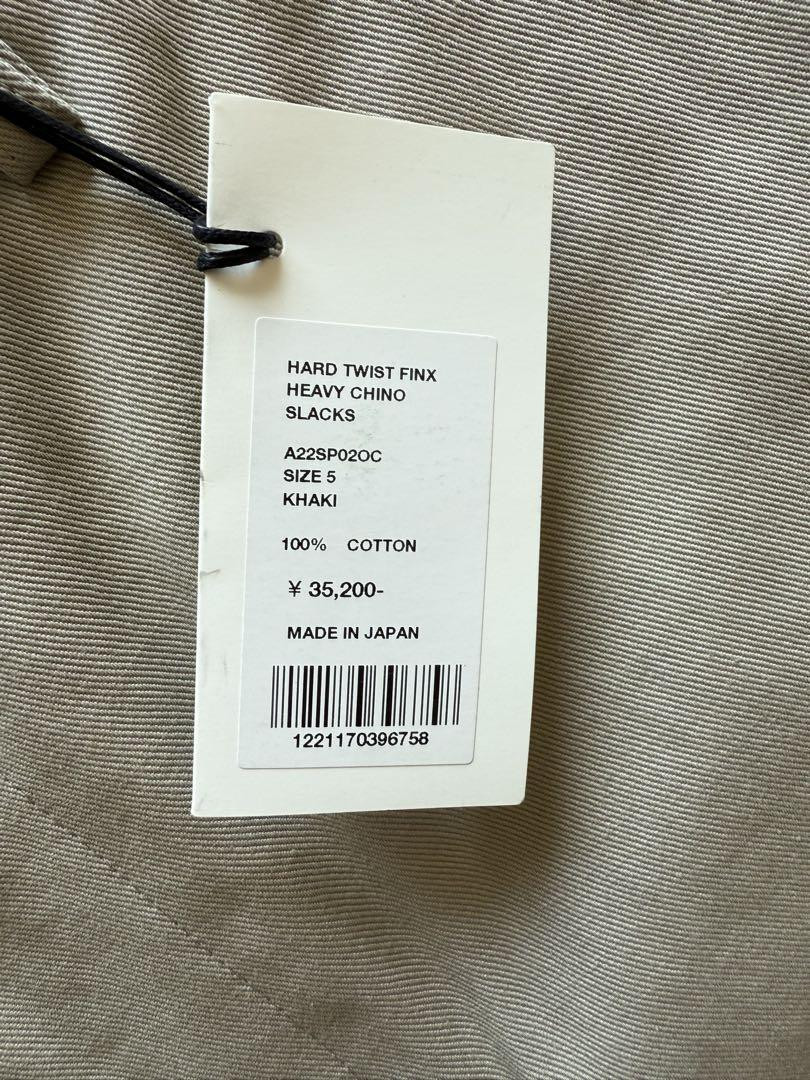 HARD TWIST FINX
HEAVY CHINO
SLACKS
A22SP02OC
SIZE 5
KHAKI
100% COTTON
¥ 35,200-
MADE IN JAPAN
1221170396758